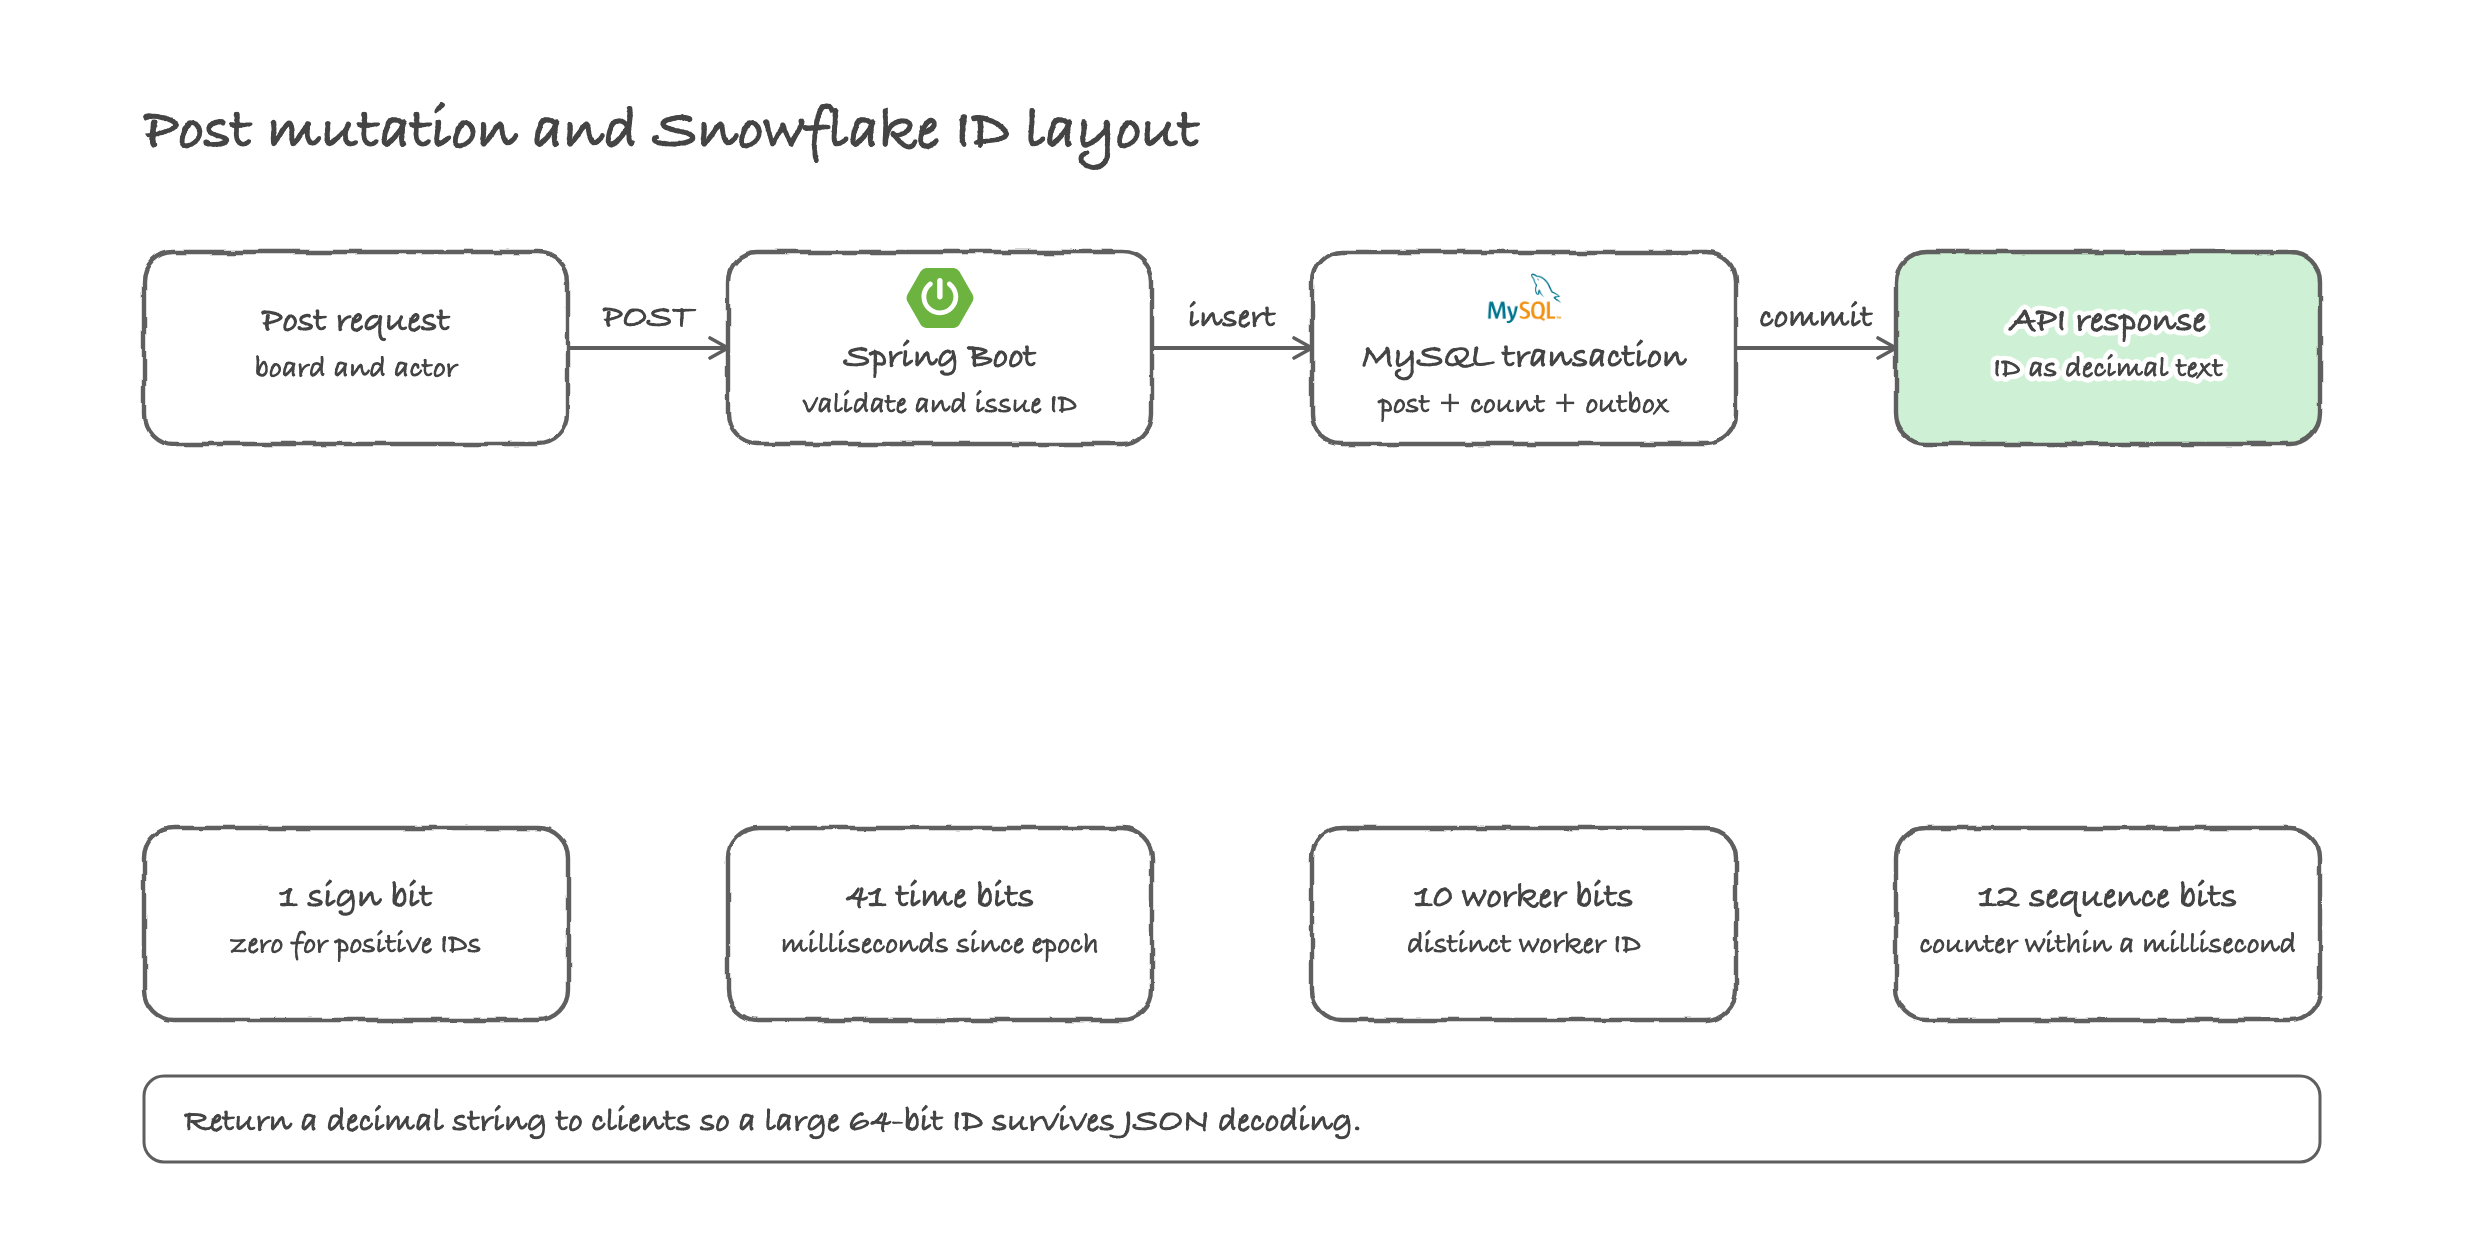 Post mutation and Snowflake ID layout
Post request
board and actor
POST
Spring Boot
validate and issue ID
insert
MySQL™
MySQL transaction
post + count + outbox
commit
API response
ID as decimal text
1 sign bit
zero for positive IDs
41 time bits
milliseconds since epoch
10 worker bits
distinct worker ID
12 sequence bits
counter within a millisecond
Return a decimal string to clients so a large 64-bit ID survives JSON decoding.